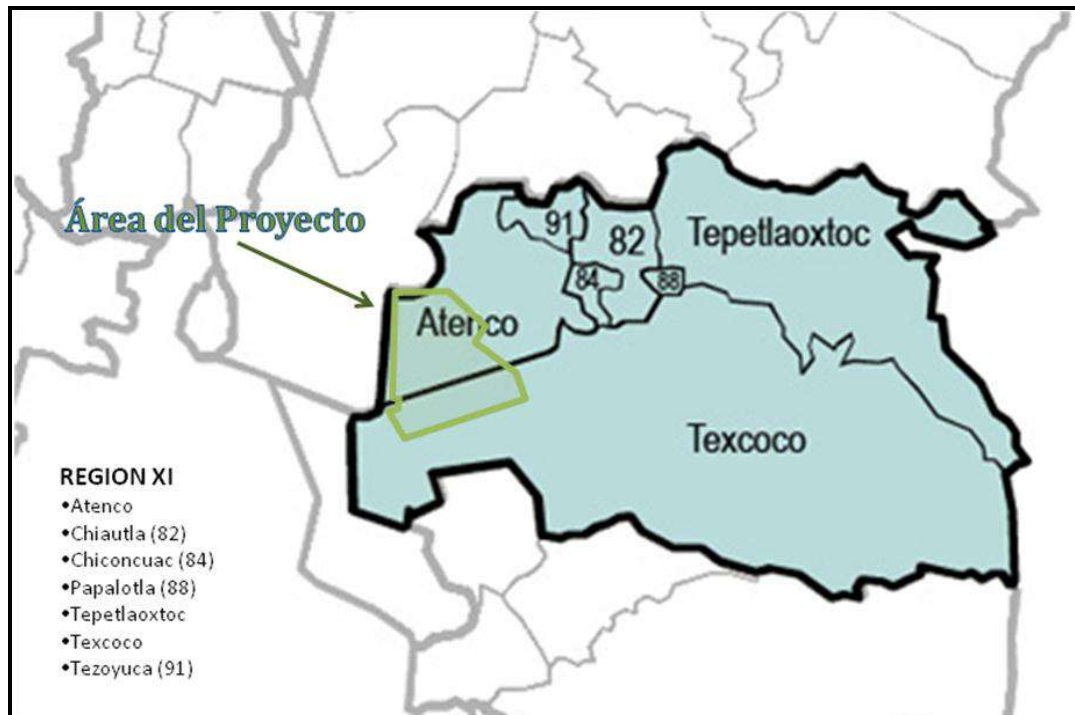 Área del Proyecto
91
82
Tepetlaoxtoc
84
88
Atenco
Texcoco
REGION XI
•Atenco
•Chiautla (82)
•Chiconcuac (84)
•Papalotla (88)
•Tepetlaoxtoc
•Texcoco
•Tezoyuca (91)